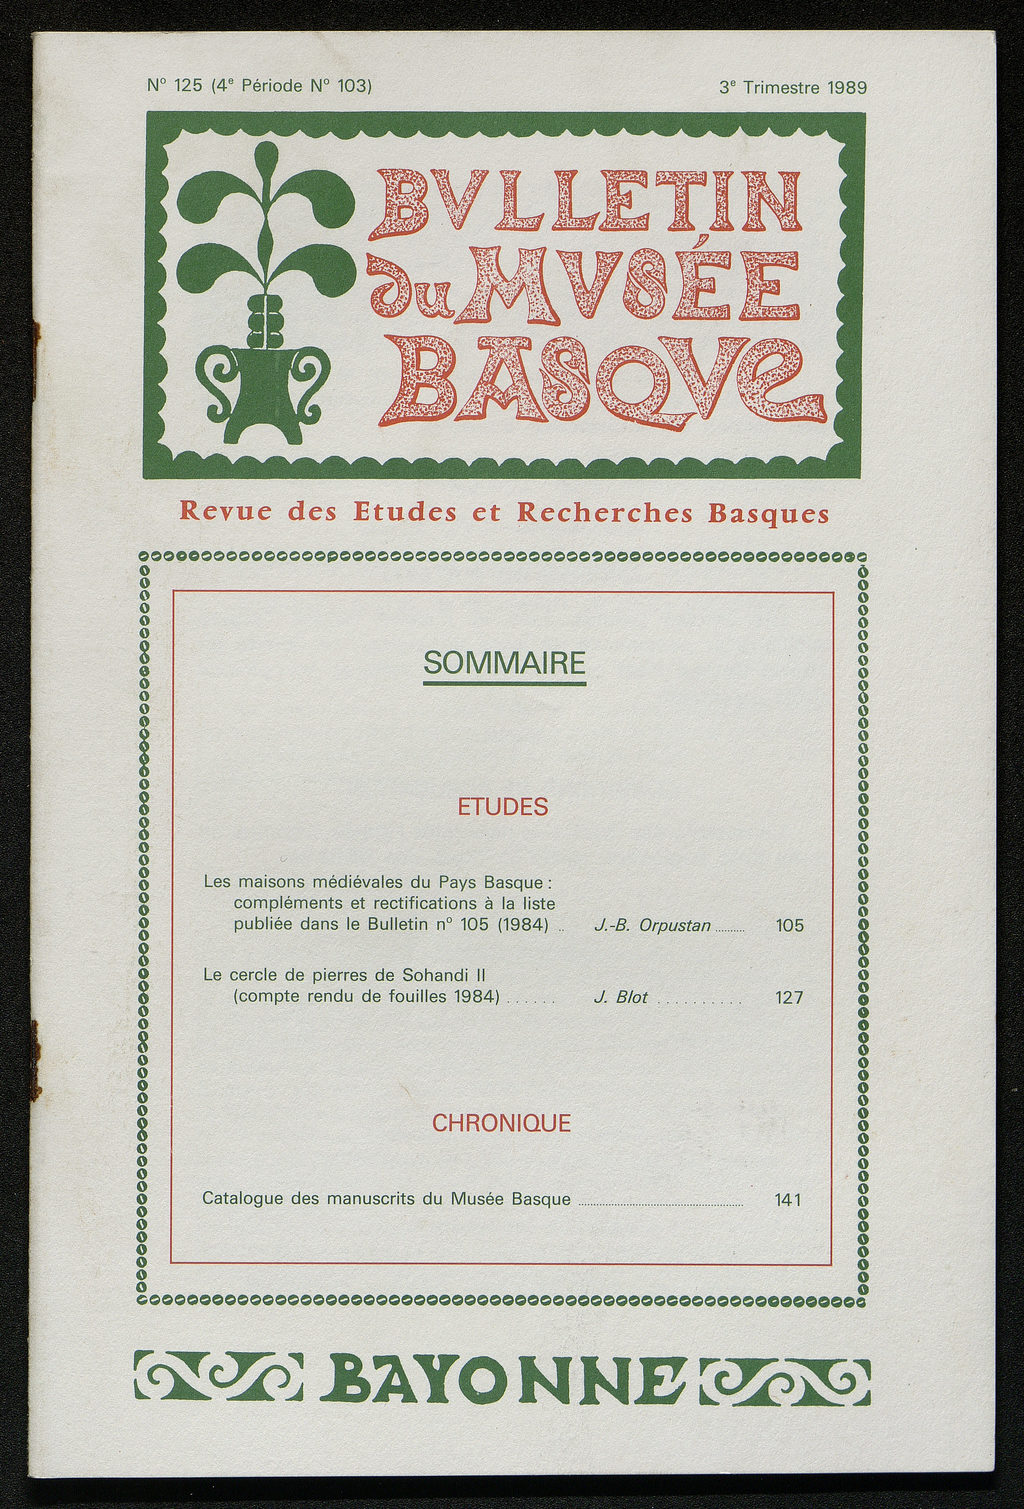 N° 125 (4e Période N° 103)
3e Trimestre 1989
BVLLETIN
du MVSÉE
BASQVe
Revue des Etudes et Recherches Basques
SOMMAIRE
ETUDES
Les maisons médiévales du Pays Basque :
compléments et rectifications à la liste
publiée dans le Bulletin n° 105 (1984) .. J.-B. Orpustan .......... 105
Le cercle de pierres de Sohandi II
(compte rendu de fouilles 1984) ...... J. Blot .......... 127
CHRONIQUE
Catalogue des manuscrits du Musée Basque .......... 141
BAYONNE